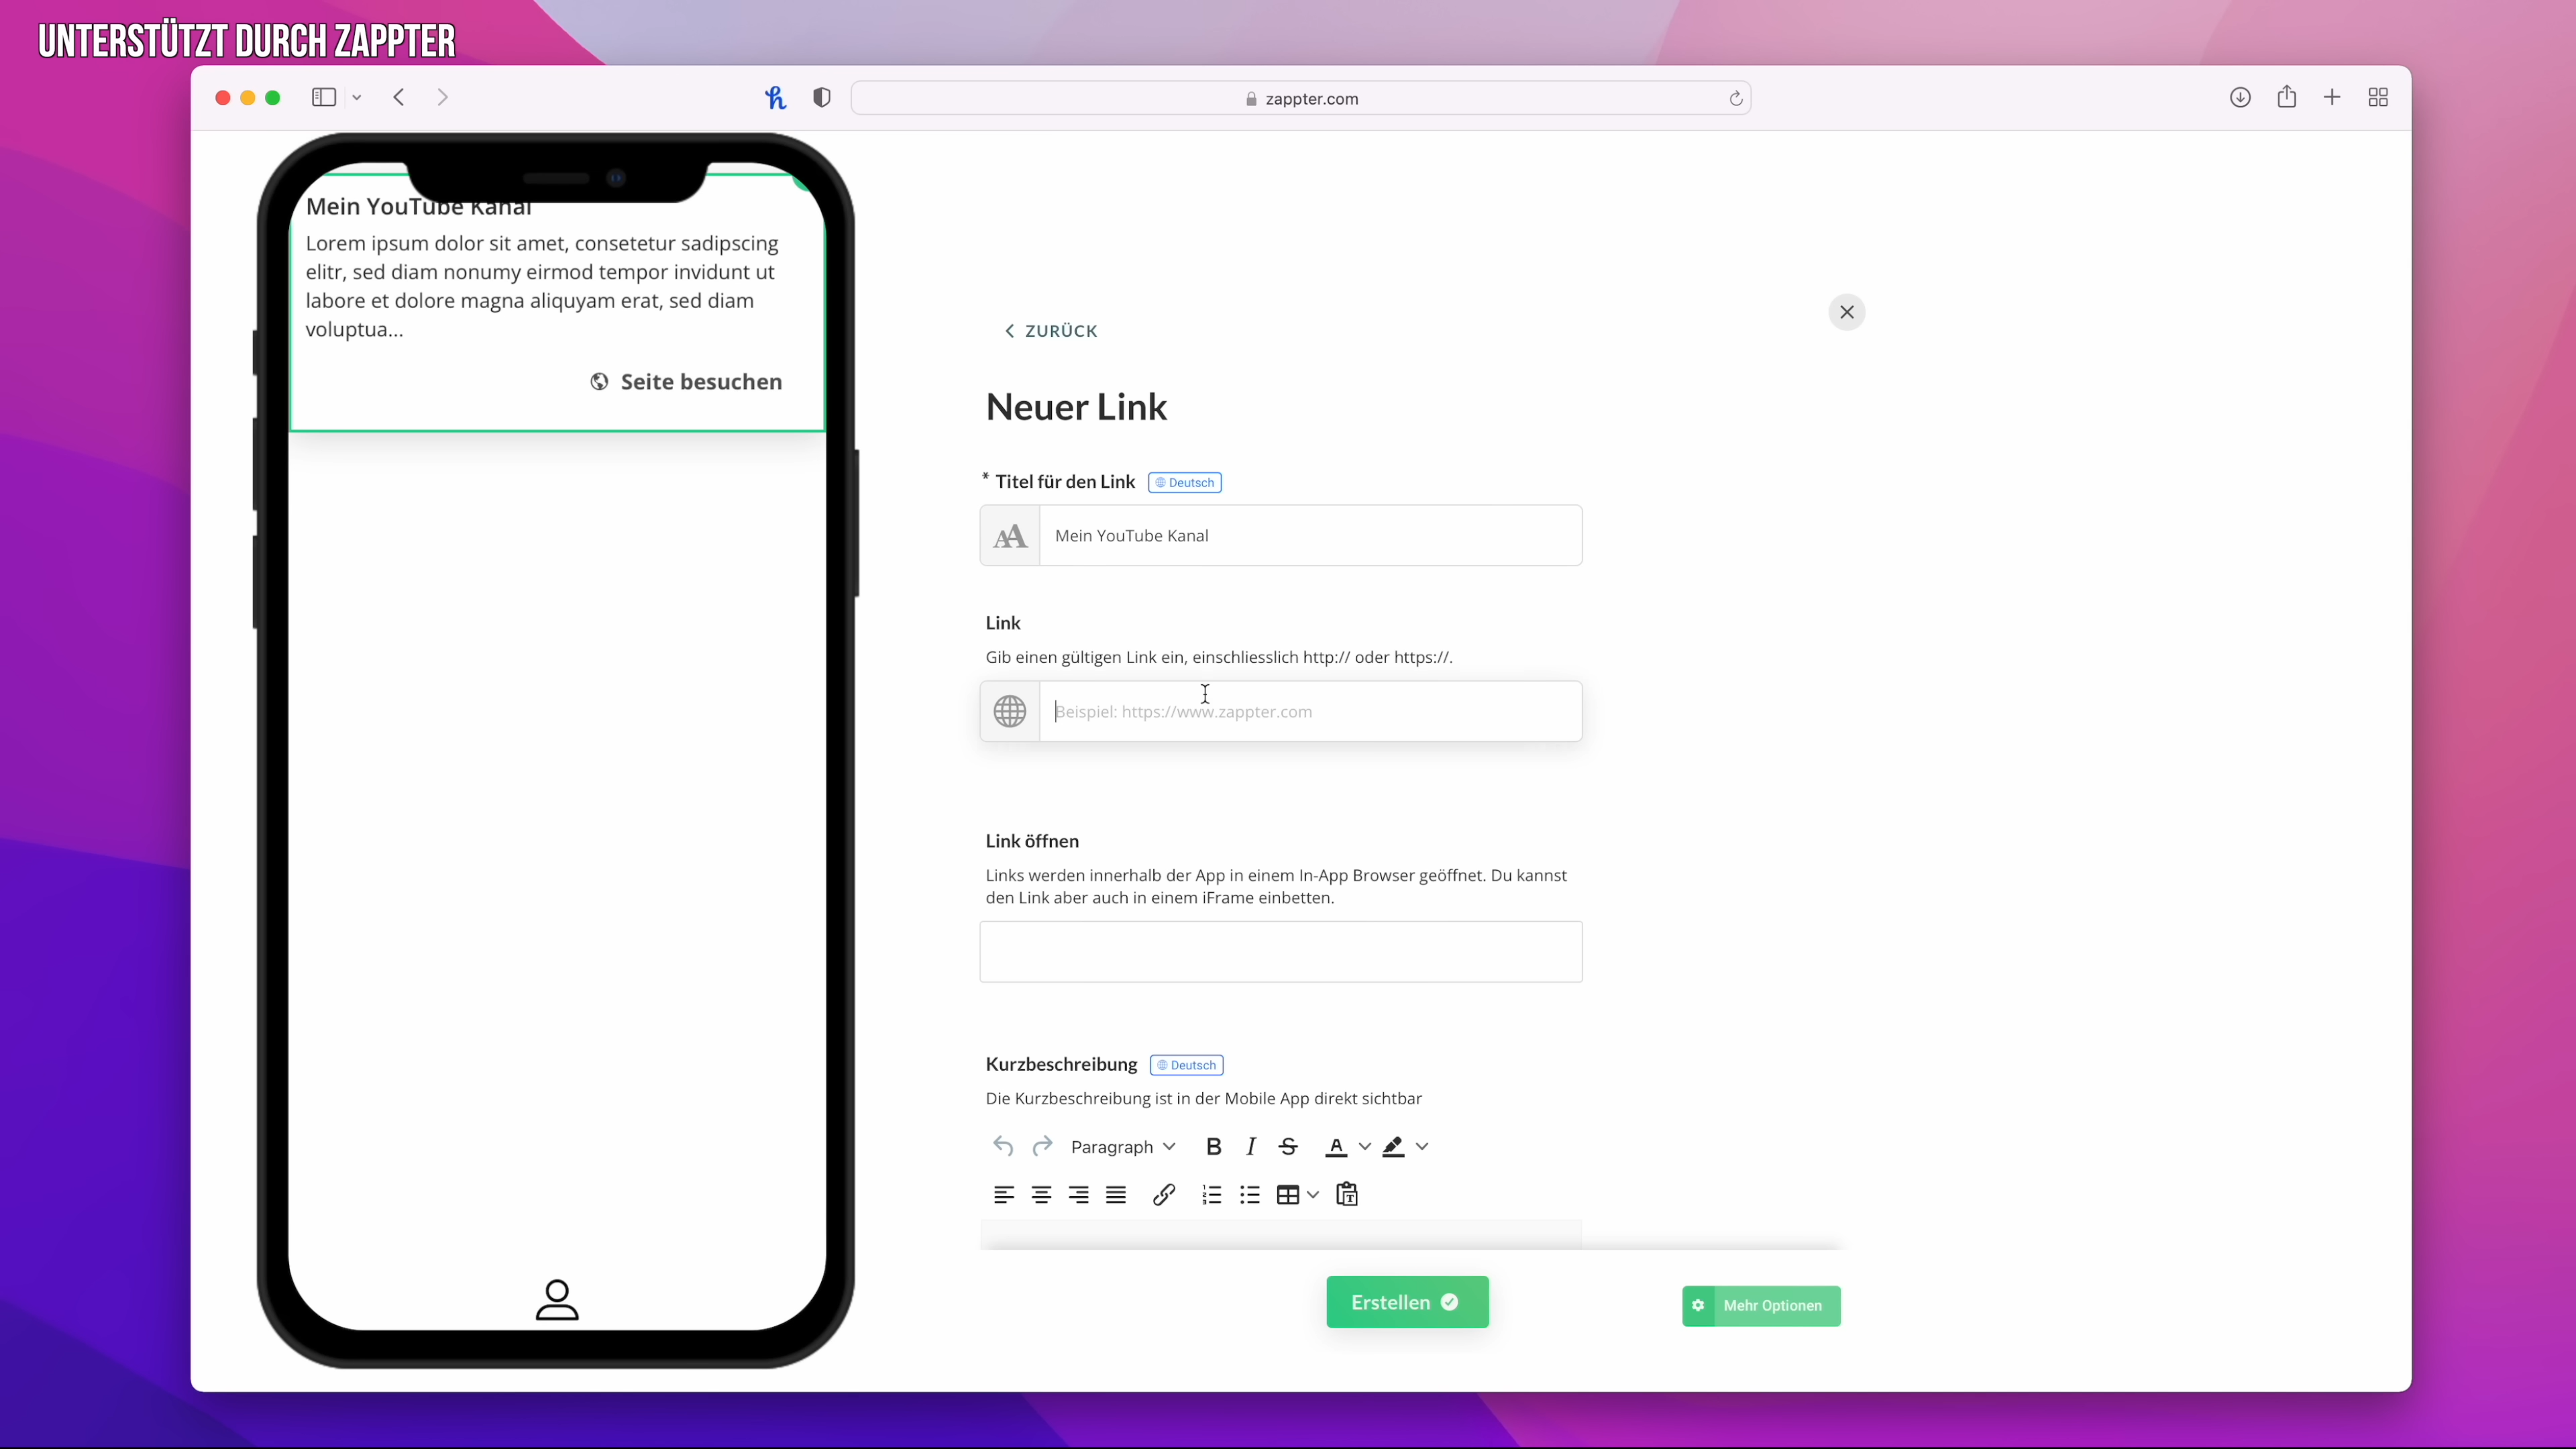 UNTERSTÜTZT DURCH ZAPPTER
zappter.com
Mein YouTube Kanal
Lorem ipsum dolor sit amet, consetetur sadipscing
elitr, sed diam nonumy eirmod tempor invidunt ut
labore et dolore magna aliquyam erat, sed diam
voluptua...
Seite besuchen
ZURÜCK
Neuer Link
* Titel für den Link Deutsch
Mein YouTube Kanal
Link
Gib einen gültigen Link ein, einschliesslich http:// oder https://.
Beispiel: https://www.zappter.com
Link öffnen
Links werden innerhalb der App in einem In-App Browser geöffnet. Du kannst
den Link aber auch in einem iFrame einbetten.
Kurzbeschreibung Deutsch
Die Kurzbeschreibung ist in der Mobile App direkt sichtbar
Paragraph B I S A
Erstellen
Mehr Optionen